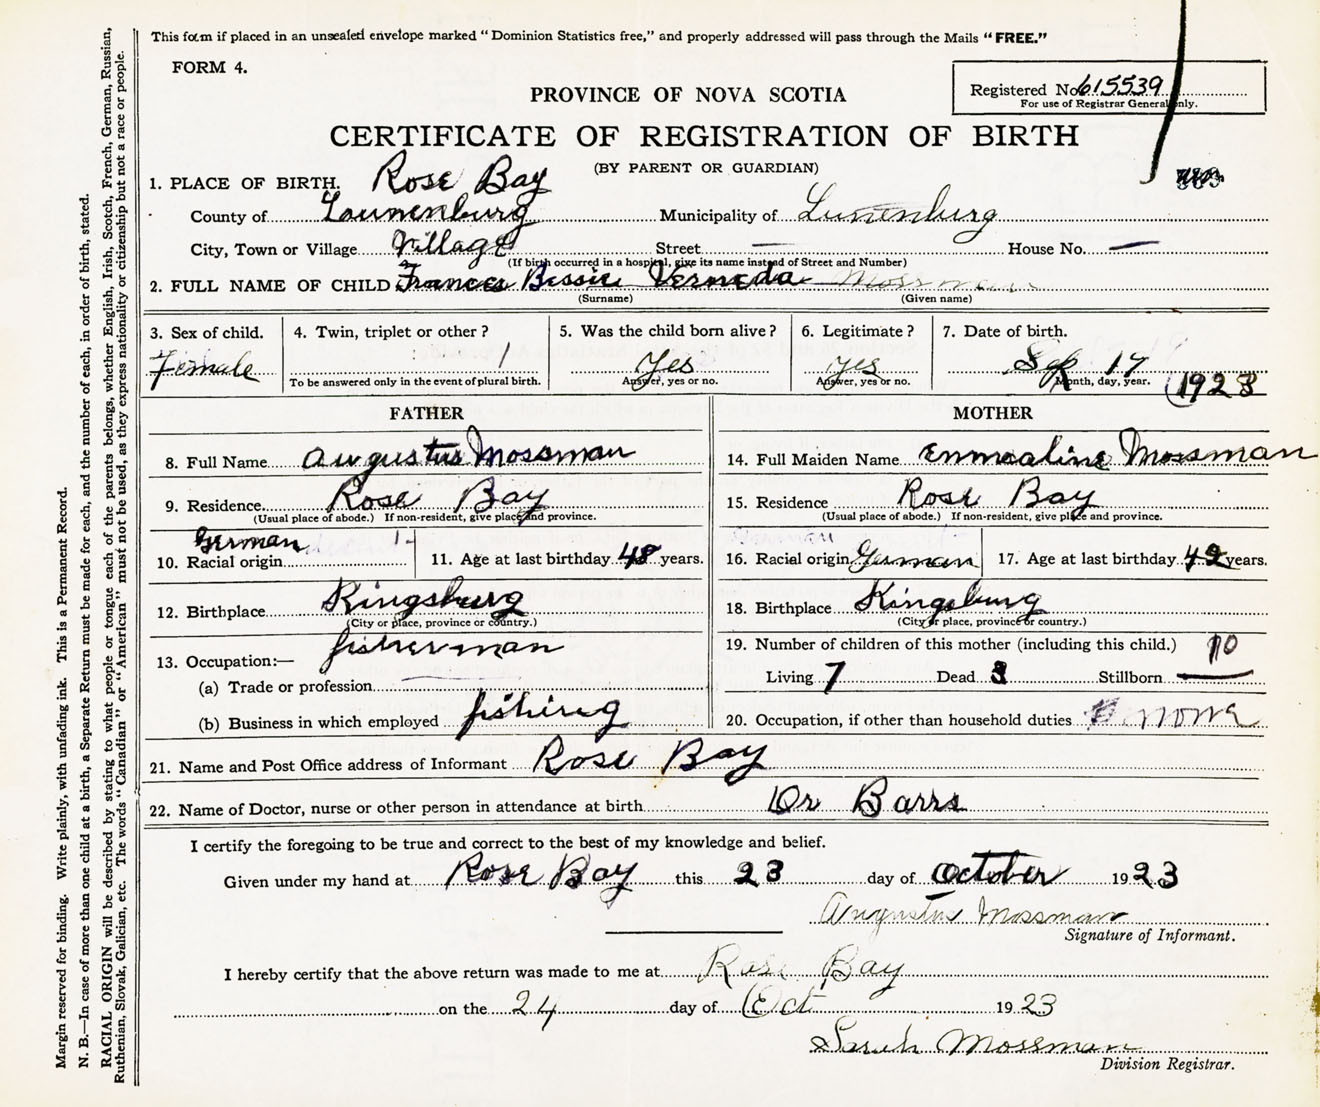 This form if placed in an unsealed envelope marked "Dominion Statistics free," and properly addressed will pass through the Mails "FREE."
FORM 4.
Registered No. 615539
For use of Registrar General only.
PROVINCE OF NOVA SCOTIA
CERTIFICATE OF REGISTRATION OF BIRTH
(BY PARENT OR GUARDIAN)
1. PLACE OF BIRTH. Rose Bay
County of Lounenburg Municipality of Lunenburg
City, Town or Village Village Street — House No. —
(If birth occurred in a hospital, give its name instead of Street and Number)
2. FULL NAME OF CHILD Frances Bessie Verneda Mossman
(Surname) (Given name)
3. Sex of child. 4. Twin, triplet or other? 5. Was the child born alive? 6. Legitimate? 7. Date of birth.
Female 1 Yes yes Sep 17 1923
To be answered only in the event of plural birth. Answer, yes or no. Answer, yes or no. Month, day, year.
FATHER
8. Full Name Augustus Mossman
9. Residence Rose Bay
(Usual place of abode.) If non-resident, give place and province.
10. Racial origin German 11. Age at last birthday 48 years.
12. Birthplace Kingsburg
(City or place, province or country.)
13. Occupation:— fisherman
(a) Trade or profession
(b) Business in which employed fishing
MOTHER
14. Full Maiden Name Emmealine Mossman
15. Residence Rose Bay
(Usual place of abode.) If non-resident, give place and province.
16. Racial origin German 17. Age at last birthday 42 years.
18. Birthplace Kingsburg
(City or place, province or country.)
19. Number of children of this mother (including this child.) 10
Living 7 Dead 3 Stillborn —
20. Occupation, if other than household duties none
21. Name and Post Office address of Informant Rose Bay
22. Name of Doctor, nurse or other person in attendance at birth Dr Barrs
I certify the foregoing to be true and correct to the best of my knowledge and belief.
Given under my hand at Rose Bay this 23 day of October 1923
Augustus Mossman
Signature of Informant.
I hereby certify that the above return was made to me at Rose Bay
on the 24 day of Oct 1923
Sarah Mossman
Division Registrar.
Margin reserved for binding. Write plainly, with unfading ink. This is a Permanent Record.
N. B.—In case of more than one child at a birth, a Separate Return must be made for each, and the number of each, in order of birth, stated.
RACIAL ORIGIN will be described by stating to what people or tongue each of the parents belongs, whether English, Irish, Scotch, French, German, Russian,
Ruthenian, Slovak, Galician, etc. The words "Canadian" or "American" must not be used, as they express nationality or citizenship but not a race or people.